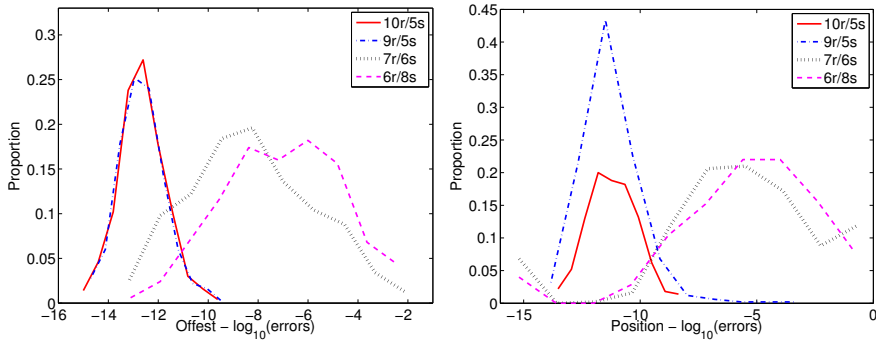 10r/5s
9r/5s
7r/6s
6r/8s
0.3
0.25
0.2
0.15
0.1
0.05
0
Proportion
−16 −14 −12 −10 −8 −6 −4 −2
Offest − log10(errors)
10r/5s
9r/5s
7r/6s
6r/8s
0.45
0.4
0.35
0.3
0.25
0.2
0.15
0.1
0.05
0
Proportion
−15 −10 −5 0
Position − log10(errors)